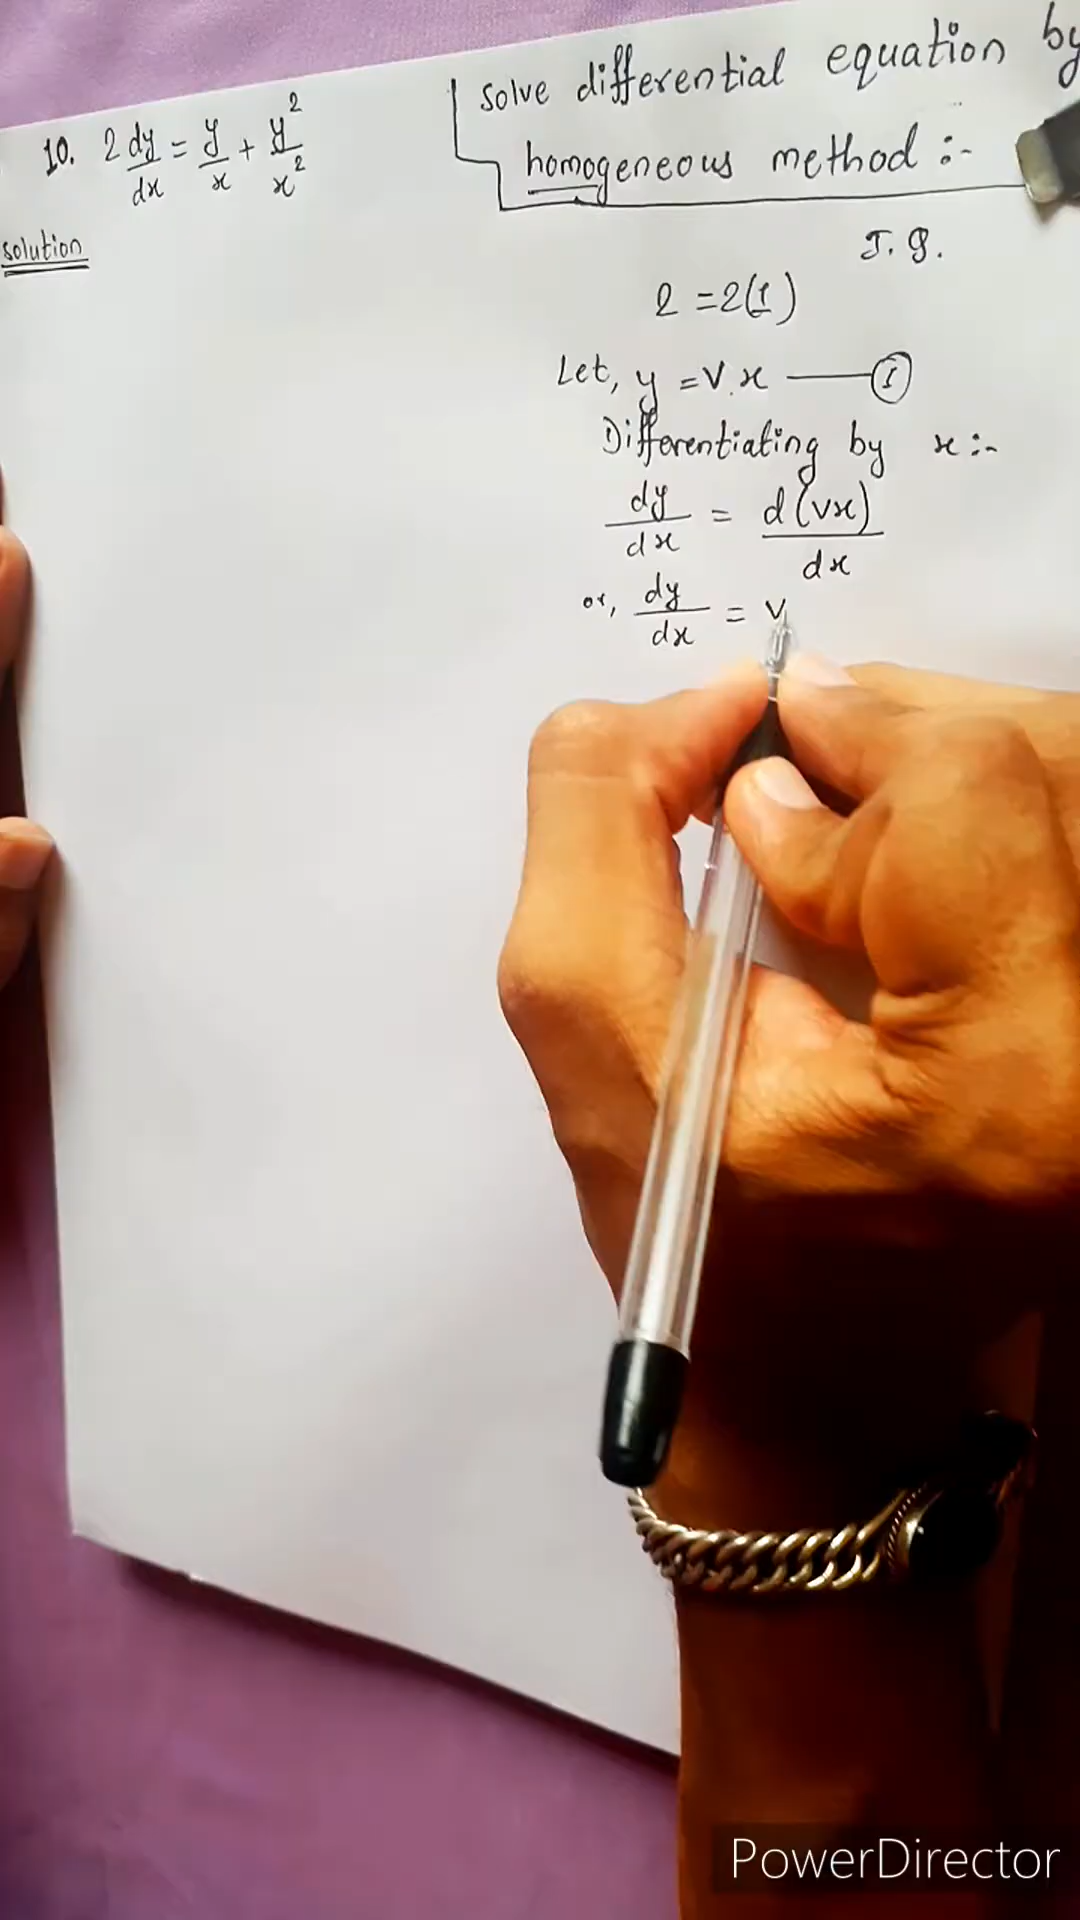 solve differential equation by
homogeneous method :-
10. 2 dy/dx = y/x + y²/x²
solution
I. g.
2 = 2(1)
Let, y = v.x —— (I)
Differentiating by x :-
dy/dx = d(vx)/dx
or, dy/dx = v
PowerDirector